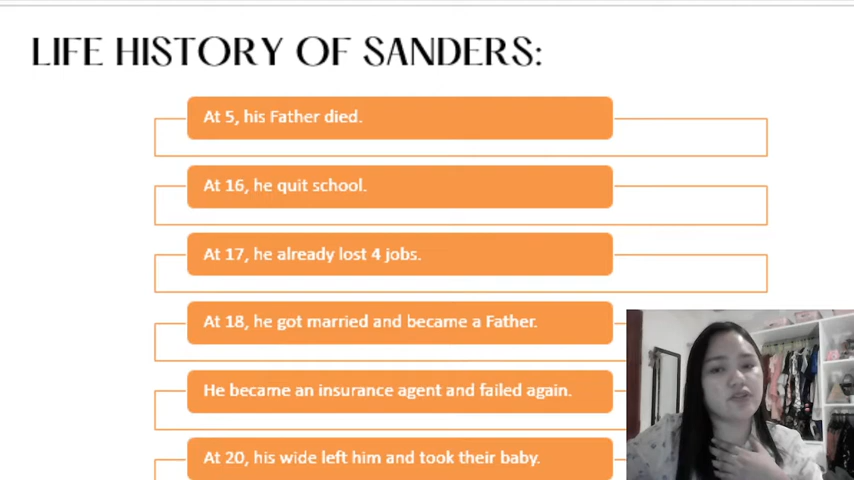 LIFE HISTORY OF SANDERS:
At 5, his Father died.
At 16, he quit school.
At 17, he already lost 4 jobs.
At 18, he got married and became a Father.
He became an insurance agent and failed again.
At 20, his wide left him and took their baby.